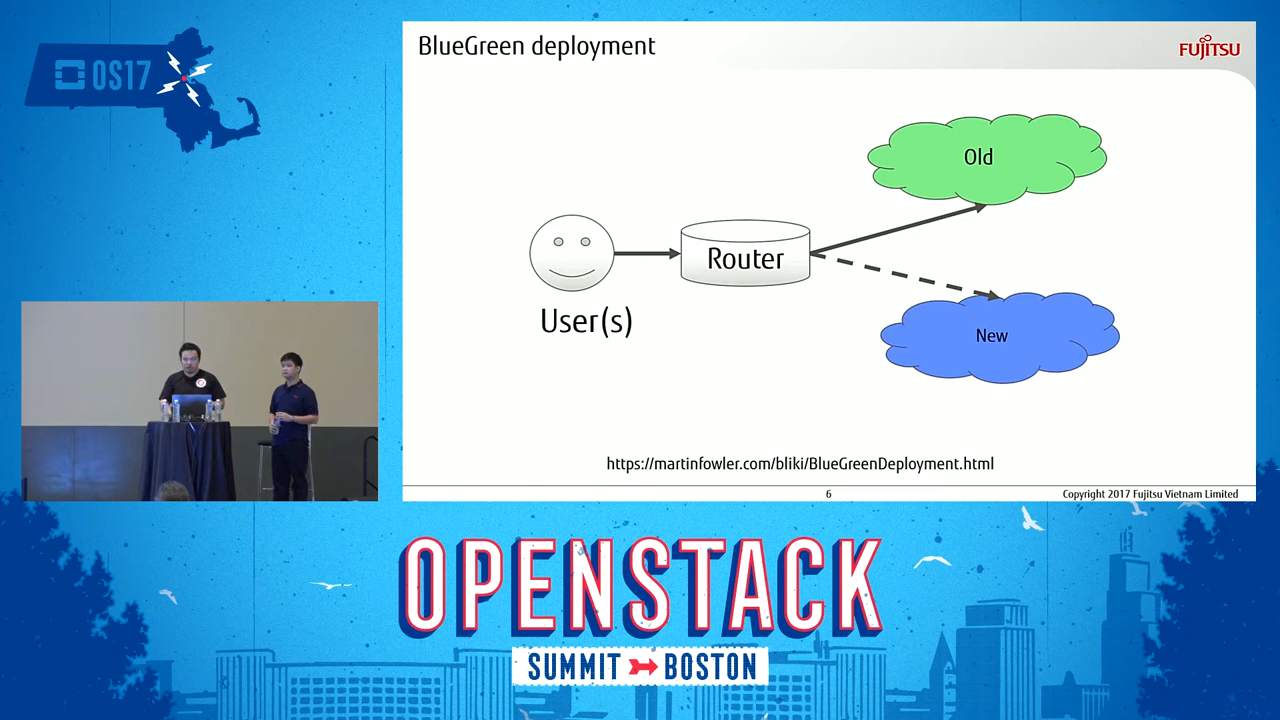 OS17
BlueGreen deployment
FUJITSU
Old
Router
User(s)
New
https://martinfowler.com/bliki/BlueGreenDeployment.html
6
Copyright 2017 Fujitsu Vietnam Limited
OPENSTACK
SUMMIT BOSTON